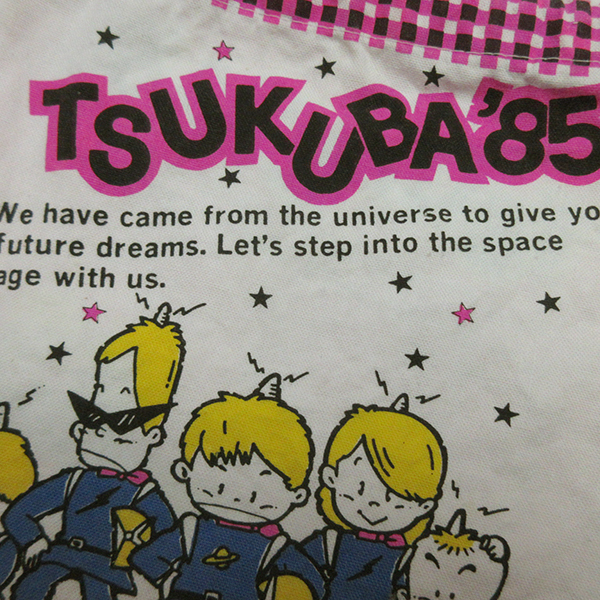 TSUKUBA '85
We have came from the universe to give yo
future dreams. Let's step into the space
age with us.